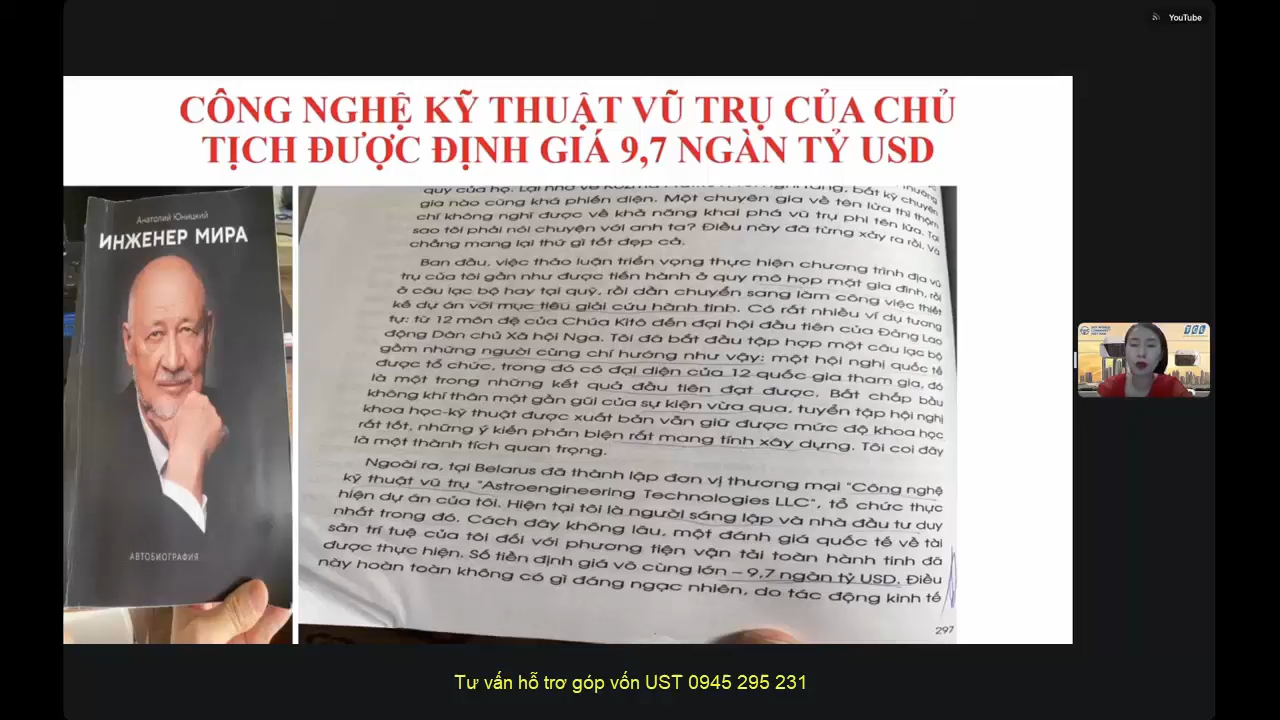 YouTube
CÔNG NGHỆ KỸ THUẬT VŨ TRỤ CỦA CHỦ
TỊCH ĐƯỢC ĐỊNH GIÁ 9,7 NGÀN TỶ USD
Анатолий Юницкий
ИНЖЕНЕР МИРА
АВТОБИОГРАФИЯ
gia nào cũng khá phiến diện. Một chuyên gia về tên lửa thì thậm
chí không nghĩ được về khả năng khai phá vũ trụ phi tên lửa. Tại
sao tôi phải nói chuyện với anh ta? Điều này đã từng xảy ra rồi. Và
chẳng mang lại thứ gì tốt đẹp cả.
Ban đầu, việc thảo luận triển vọng thực hiện chương trình địa vũ
trụ của tôi gần như được tiến hành ở quy mô họp mặt gia đình, rồi
ở câu lạc bộ hay tại quỹ, rồi dần chuyển sang làm công việc thiết
kế dự án với mục tiêu giải cứu hành tinh. Có rất nhiều ví dụ tương
tự: từ 12 môn đệ của Chúa Kitô đến đại hội đầu tiên của Đảng Lao
động Dân chủ Xã hội Nga. Tôi đã bắt đầu tập hợp một câu lạc bộ
gồm những người cùng chí hướng như vậy: một hội nghị quốc tế
được tổ chức, trong đó có đại diện của 12 quốc gia tham gia, đó
là một trong những kết quả đầu tiên đạt được. Bất chấp bầu
không khí thân mật gần gũi của sự kiện vừa qua, tuyển tập hội nghị
khoa học-kỹ thuật được xuất bản vẫn giữ được mức độ khoa học
rất tốt, những ý kiến phản biện rất mang tính xây dựng. Tôi coi đây
là một thành tích quan trọng.
Ngoài ra, tại Belarus đã thành lập đơn vị thương mại "Công nghệ
kỹ thuật vũ trụ "Astroengineering Technologies LLC", tổ chức thực
hiện dự án của tôi. Hiện tại tôi là người sáng lập và nhà đầu tư duy
nhất trong đó. Cách đây không lâu, một đánh giá quốc tế về tài
sản trí tuệ của tôi đối với phương tiện vận tải toàn hành tinh đã
được thực hiện. Số tiền định giá vô cùng lớn – 9,7 ngàn tỷ USD. Điều
này hoàn toàn không có gì đáng ngạc nhiên, do tác động kinh tế
297
Tư vấn hỗ trơ góp vốn UST 0945 295 231